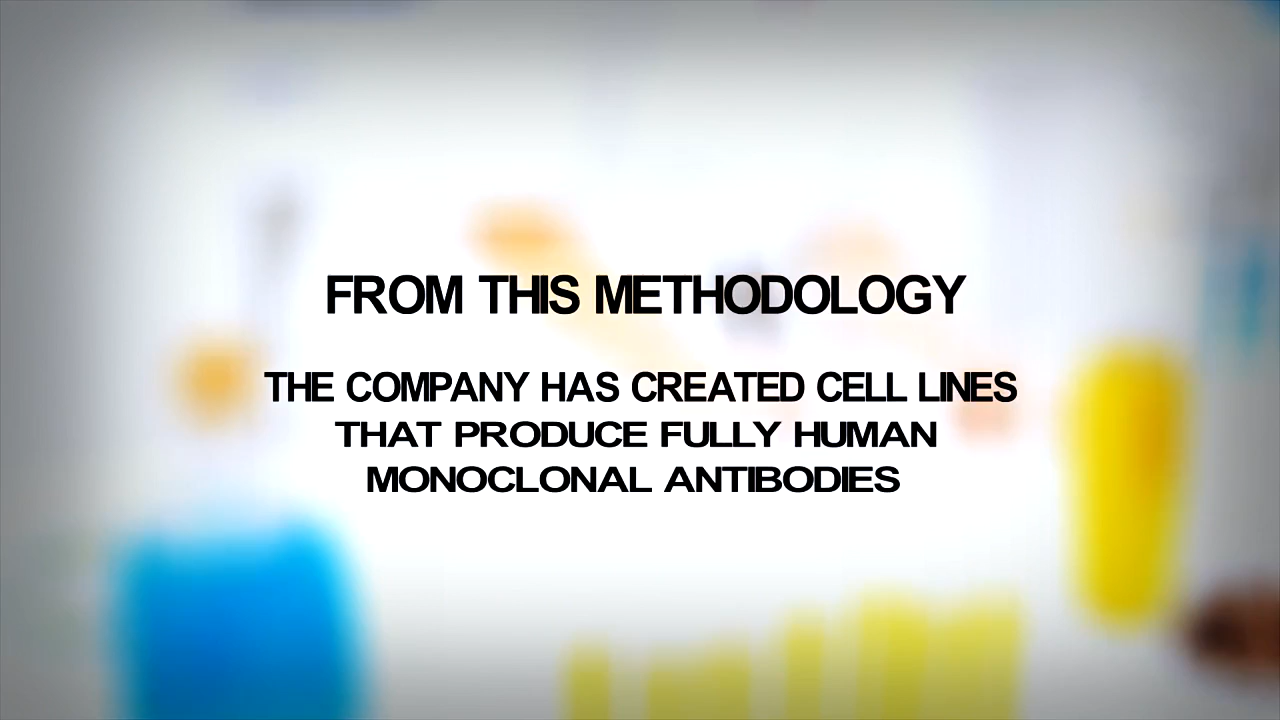 FROM THIS METHODOLOGY
THE COMPANY HAS CREATED CELL LINES
THAT PRODUCE FULLY HUMAN
MONOCLONAL ANTIBODIES